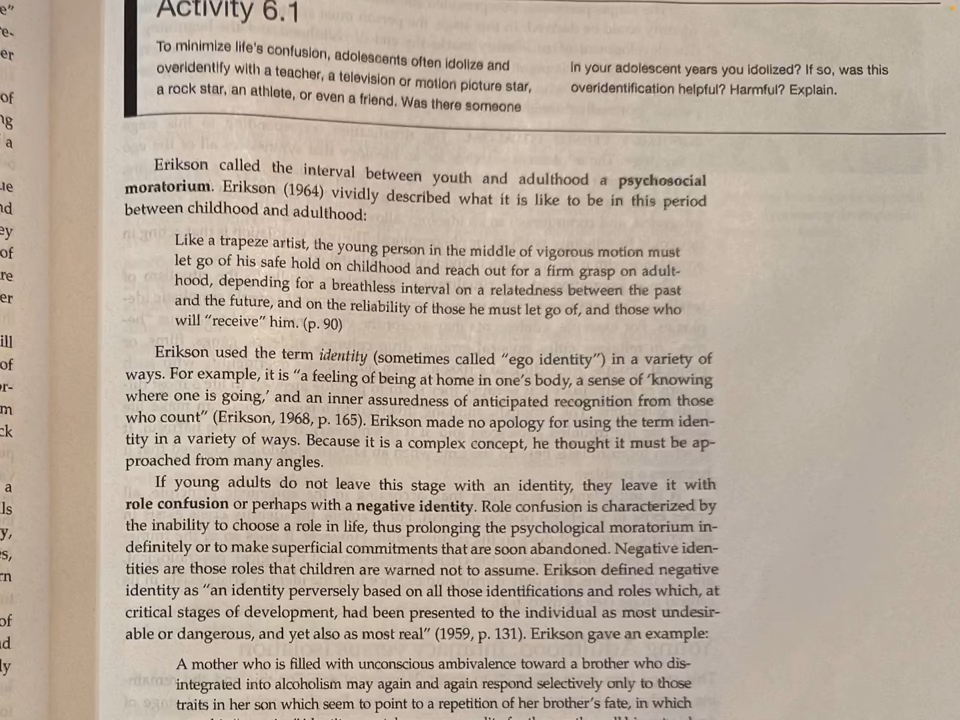 Activity 6.1
To minimize life's confusion, adolescents often idolize and
overidentify with a teacher, a television or motion picture star,
a rock star, an athlete, or even a friend. Was there someone
in your adolescent years you idolized? If so, was this
overidentification helpful? Harmful? Explain.
Erikson called the interval between youth and adulthood a psychosocial
moratorium. Erikson (1964) vividly described what it is like to be in this period
between childhood and adulthood:
Like a trapeze artist, the young person in the middle of vigorous motion must
let go of his safe hold on childhood and reach out for a firm grasp on adult-
hood, depending for a breathless interval on a relatedness between the past
and the future, and on the reliability of those he must let go of, and those who
will "receive" him. (p. 90)
Erikson used the term identity (sometimes called "ego identity") in a variety of
ways. For example, it is "a feeling of being at home in one's body, a sense of 'knowing
where one is going,' and an inner assuredness of anticipated recognition from those
who count" (Erikson, 1968, p. 165). Erikson made no apology for using the term iden-
tity in a variety of ways. Because it is a complex concept, he thought it must be ap-
proached from many angles.
If young adults do not leave this stage with an identity, they leave it with
role confusion or perhaps with a negative identity. Role confusion is characterized by
the inability to choose a role in life, thus prolonging the psychological moratorium in-
definitely or to make superficial commitments that are soon abandoned. Negative iden-
tities are those roles that children are warned not to assume. Erikson defined negative
identity as "an identity perversely based on all those identifications and roles which, at
critical stages of development, had been presented to the individual as most undesir-
able or dangerous, and yet also as most real" (1959, p. 131). Erikson gave an example:
A mother who is filled with unconscious ambivalence toward a brother who dis-
integrated into alcoholism may again and again respond selectively only to those
traits in her son which seem to point to a repetition of her brother's fate, in which